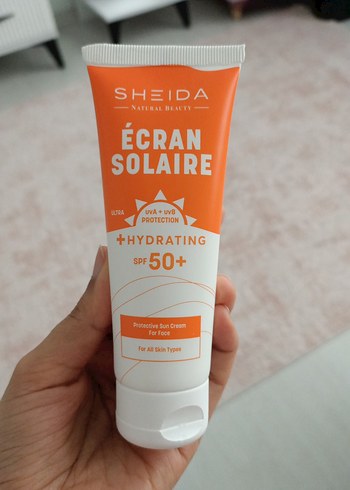 SHEIDA
NATURAL BEAUTY
ÉCRAN
SOLAIRE
ULTRA
UVA + UVB
PROTECTION
+HYDRATING
SPF 50+
Protective Sun Cream
For Face
For All Skin Types